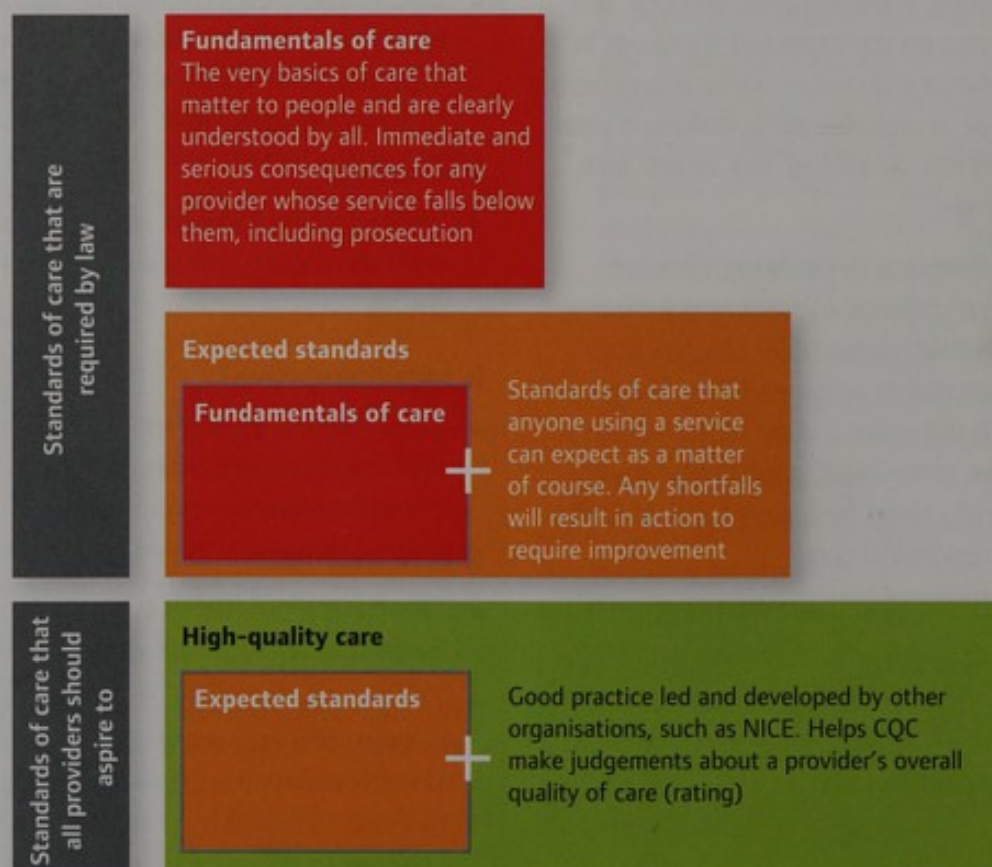 Standards of care that are
required by law
Fundamentals of care
The very basics of care that
matter to people and are clearly
understood by all. Immediate and
serious consequences for any
provider whose service falls below
them, including prosecution
Expected standards
Fundamentals of care
+
Standards of care that
anyone using a service
can expect as a matter
of course. Any shortfalls
will result in action to
require improvement
Standards of care that
all providers should
aspire to
High-quality care
Expected standards
+
Good practice led and developed by other
organisations, such as NICE. Helps CQC
make judgements about a provider's overall
quality of care (rating)